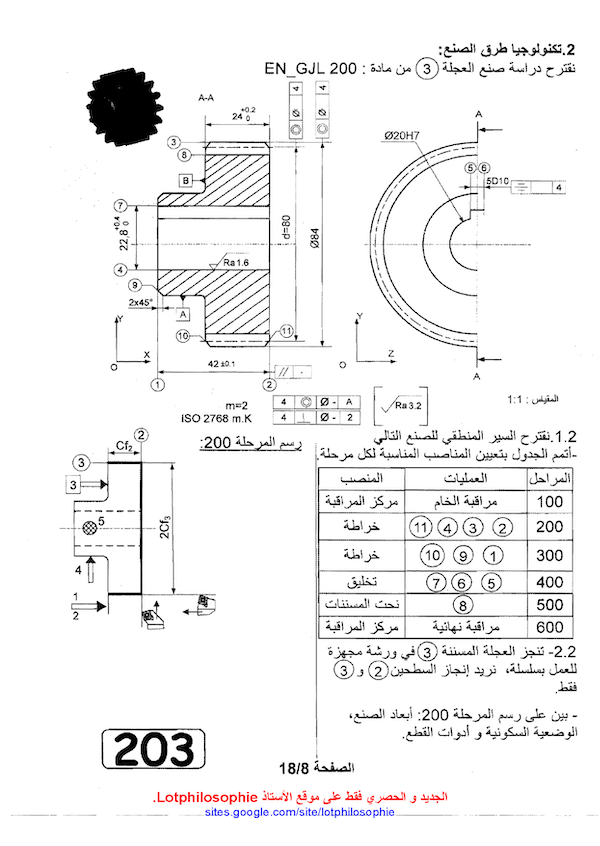 2.تكنولوجيا طرق الصنع:
نقترح دراسة صنع العجلة 3 من مادة : EN_GJL 200
A-A
24 +0.2 0
4 Ø ◎
4 Ø ◎
3
8
B
7
22,8 +0.4 0
4
Ra 1.6
d=80
Ø84
9
2x45°
A
10
11
Y
X
O
42 ±0.1
// -
1
2
A
Ø20H7
5
6
5D10
4
Y
Z
O
A
m=2
ISO 2768 m.K
4 ◎ Ø - A
4 ⊥ Ø - 2
Ra 3.2
المقياس : 1:1
رسم المرحلة 200:
Cf2
2
3
3
5
2Cf3
4
1
2
1.2.نقترح السير المنطقي للصنع التالي
-أتمم الجدول بتعيين المناصب المناسبة لكل مرحلة.
المراحل العمليات المنصب
100 مراقبة الخام مركز المراقبة
200 2 3 4 11 خراطة
300 1 9 10 خراطة
400 5 6 7 تخليق
500 8 نحت المسننات
600 مراقبة نهائية مركز المراقبة
2.2- تنجز العجلة المسننة 3 في ورشة مجهزة
للعمل بسلسلة، نريد إنجاز السطحين 2 و 3
فقط.
- بين على رسم المرحلة 200: أبعاد الصنع،
الوضعية السكونية و أدوات القطع.
203
الصفحة 18/8
الجديد و الحصري فقط على موقع الأستاذ Lotphilosophie.
sites.google.com/site/lotphilosophie